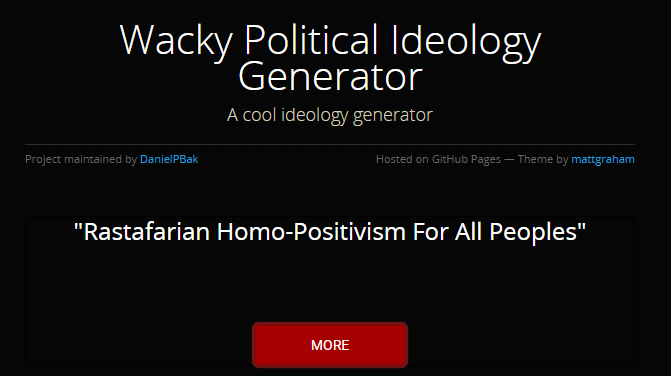 Wacky Political Ideology
Generator
A cool ideology generator
Project maintained by DanielPBak
Hosted on GitHub Pages — Theme by mattgraham
"Rastafarian Homo-Positivism For All Peoples"
MORE